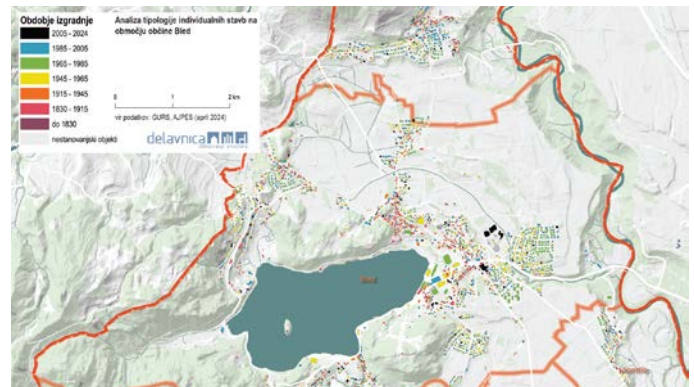 Obdobje izgradnje
2005 - 2024
1985 - 2005
1965 - 1985
1945 - 1965
1915 - 1945
1830 - 1915
do 1830
nestanovanjski objekti
Analiza tipologije individualnih stavb na
območju občine Bled
0 1 2 km
vir podatkov: GURS, AJPES (april 2024)
delavnica